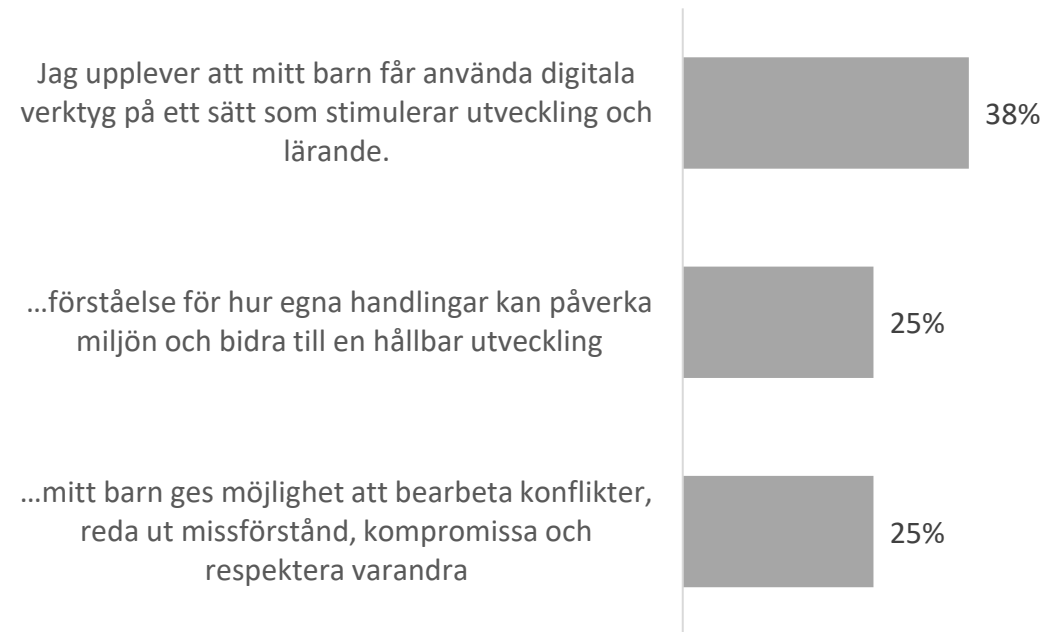 Jag upplever att mitt barn får använda digitala
verktyg på ett sätt som stimulerar utveckling och
lärande.
38%
...förståelse för hur egna handlingar kan påverka
miljön och bidra till en hållbar utveckling
25%
...mitt barn ges möjlighet att bearbeta konflikter,
reda ut missförstånd, kompromissa och
respektera varandra
25%